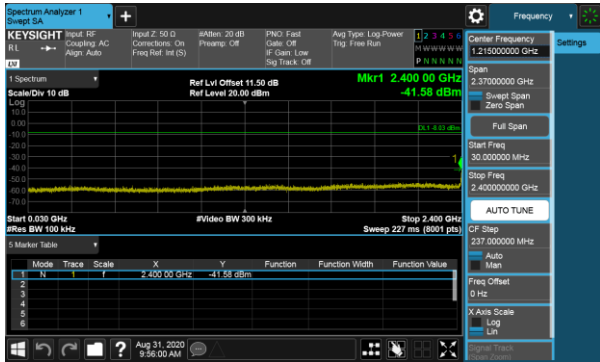 Spectrum Analyzer 1
Swept SA
Frequency
KEYSIGHT
RL
Input: RF
Coupling: AC
Align: Auto
Input Z: 50 Ω
Corrections: On
Freq Ref: Int (S)
#Atten: 20 dB
Preamp: Off
PNO: Fast
Gate: Off
IF Gain: Low
Sig Track: Off
Avg Type: Log-Power
Trig: Free Run
1 2 3 4 5 6
M W W W W W
P N N N N N
LXI
1 Spectrum
Scale/Div 10 dB
Ref Lvl Offset 11.50 dB
Ref Level 20.00 dBm
Mkr1 2.400 00 GHz
-41.58 dBm
Log
10.0
0.00
-10.0
-20.0
-30.0
-40.0
-50.0
-60.0
-70.0
DL1 -8.03 dBm
1
Start 0.030 GHz
#Res BW 100 kHz
#Video BW 300 kHz
Stop 2.400 GHz
Sweep 227 ms (8001 pts)
5 Marker Table
Mode Trace Scale X Y Function Function Width Function Value
1 N 1 f 2.400 00 GHz -41.58 dBm
2
3
4
5
6
Aug 31, 2020
9:56:00 AM
Center Frequency
1.215000000 GHz
Settings
Span
2.37000000 GHz
Swept Span
Zero Span
Full Span
Start Freq
30.000000 MHz
Stop Freq
2.400000000 GHz
AUTO TUNE
CF Step
237.000000 MHz
Auto
Man
Freq Offset
0 Hz
X Axis Scale
Log
Lin
Signal Track
(Span Zoom)